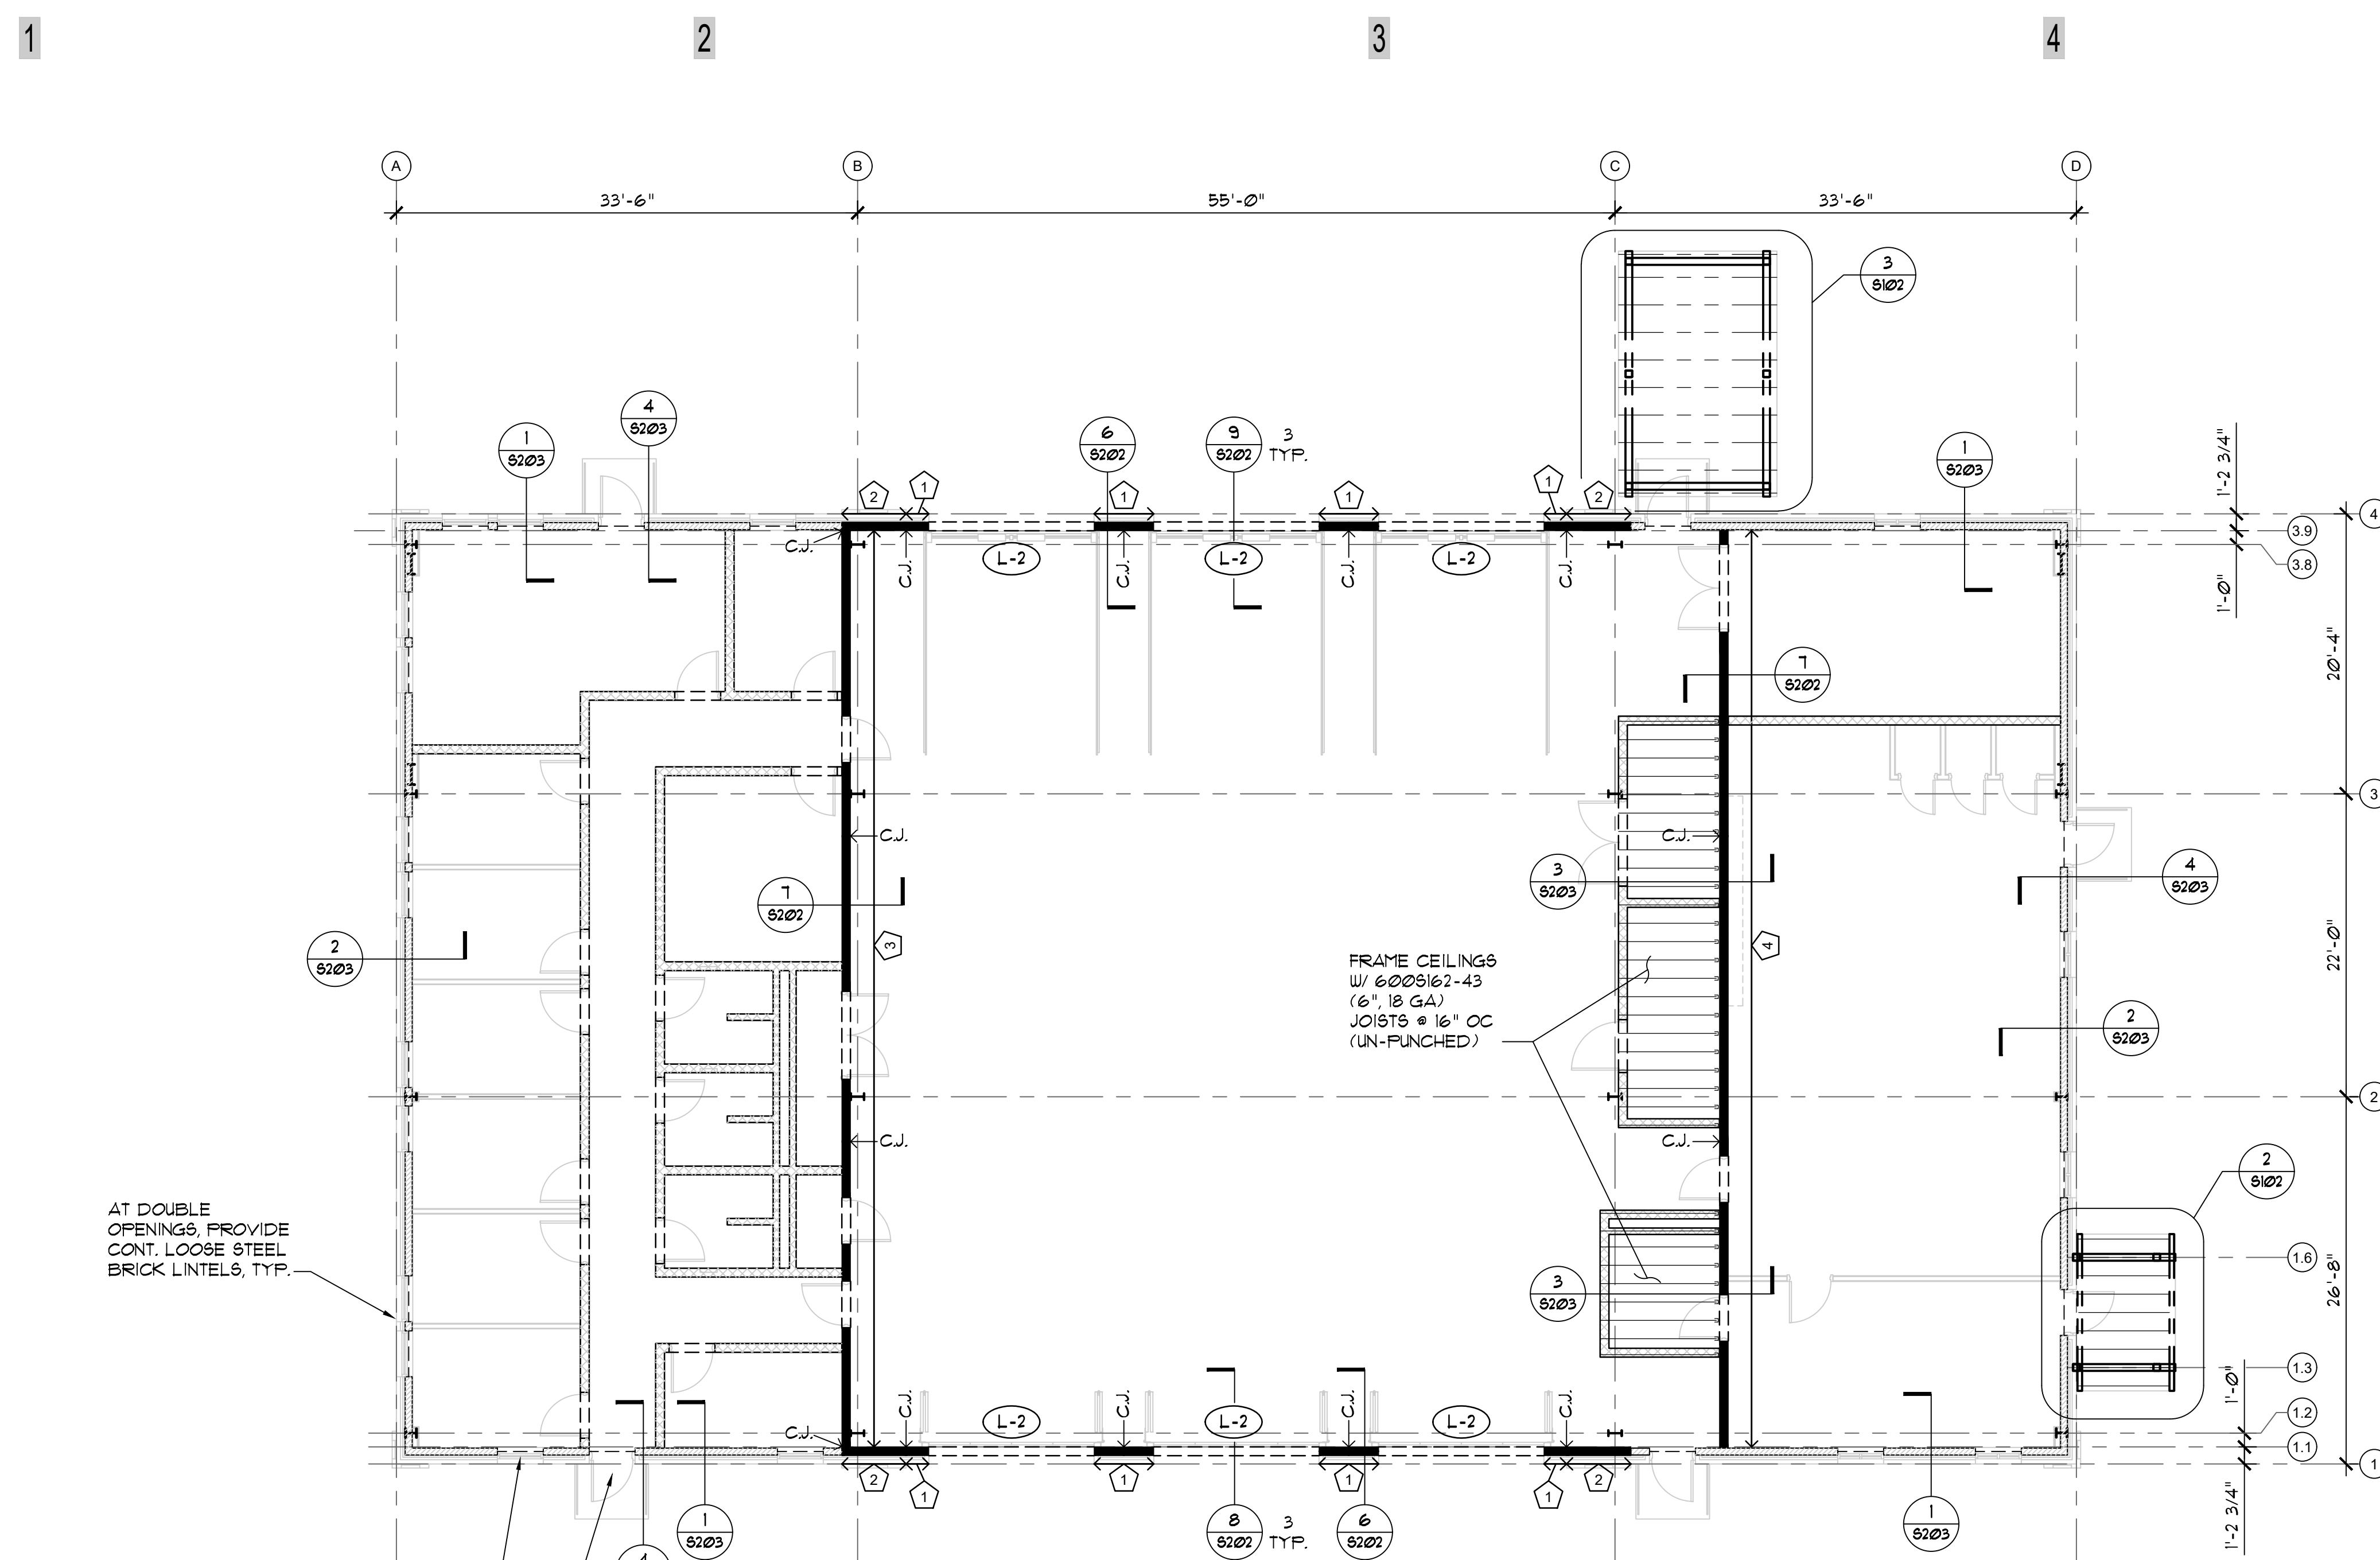 1 2 3 4
A B C D
33'-6" 55'-0" 33'-6"
3
S102
4
S203
1
S203
6
S202
9
S202
3
TYP.
1
S203
1'-2 3/4"
2 1 1 1 1 2
4
3.9
3.8
1'-0"
C.J. C.J. C.J. C.J. C.J.
L-2 L-2 L-2
20'-4"
7
S202
3
C.J. C.J.
3
S203
4
S203
7
S202
2
S203
3
4
22'-0"
FRAME CEILINGS
W/ 600S162-43
(6", 18 GA)
JOISTS @ 16" OC
(UN-PUNCHED)
2
S203
2
C.J. C.J.
2
S102
AT DOUBLE
OPENINGS, PROVIDE
CONT. LOOSE STEEL
BRICK LINTELS, TYP.
1.6
26'-8"
3
S203
1.3
1'-0"
C.J. C.J. C.J. C.J. C.J.
L-2 L-2 L-2
1.2
1.1
1
2 1 1 1 1 2
1'-2 3/4"
1
S203
8
S202
3
TYP.
6
S202
1
S203